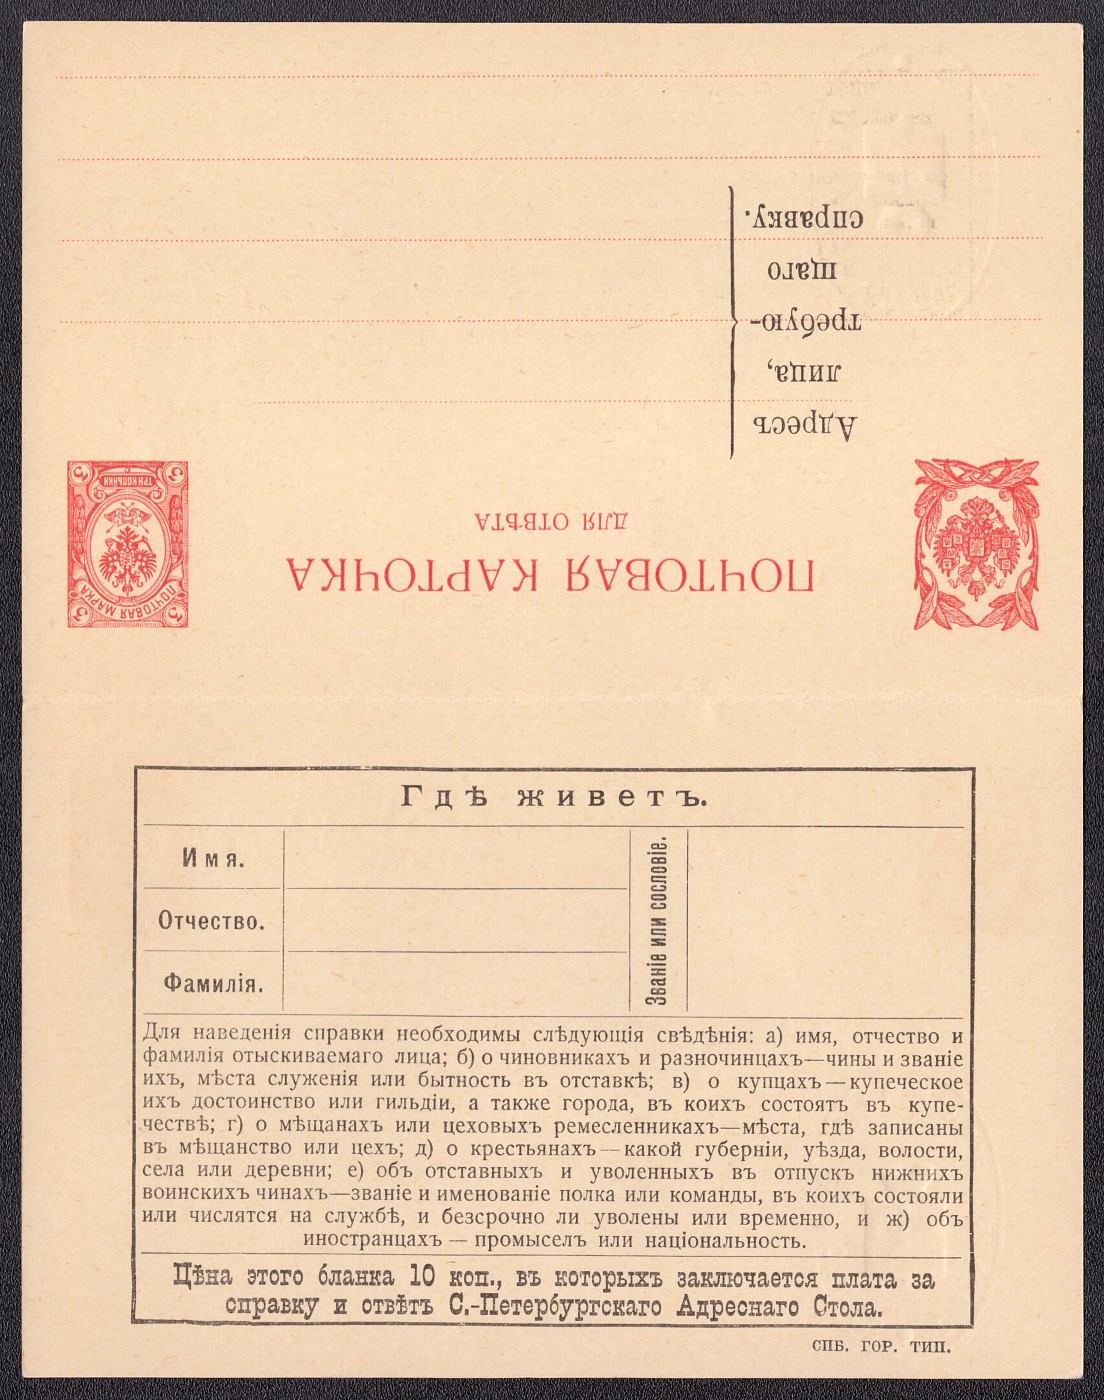 ПОЧТОВАЯ КАРТОЧКА
ДЛЯ ОТВѢТА
ПОЧТОВАЯ МАРКА
3 3
3 3
ТРИ КОПѢЙКИ
Адресъ
лица,
требую-
щаго
справку.
Гдѣ живетъ.
Имя.
Отчество.
Фамилія.
Званіе или сословіе.
Для наведенія справки необходимы слѣдующія свѣдѣнія: а) имя, отчество и
фамилія отыскиваемаго лица; б) о чиновникахъ и разночинцахъ—чины и званіе
ихъ, мѣста служенія или бытность въ отставкѣ; в) о купцахъ—купеческое
ихъ достоинство или гильдіи, а также города, въ коихъ состоятъ въ купе-
чествѣ; г) о мѣщанахъ или цеховыхъ ремесленникахъ—мѣста, гдѣ записаны
въ мѣщанство или цехъ; д) о крестьянахъ—какой губерніи, уѣзда, волости,
села или деревни; е) объ отставныхъ и уволенныхъ въ отпускъ нижнихъ
воинскихъ чинахъ—званіе и именованіе полка или команды, въ коихъ состояли
или числятся на службѣ, и безсрочно ли уволены или временно, и ж) объ
иностранцахъ — промыселъ или національность.
Цѣна этого бланка 10 коп., въ которыхъ заключается плата за
справку и отвѣтъ С.-Петербургскаго Адреснаго Стола.
СПБ. ГОР. ТИП.